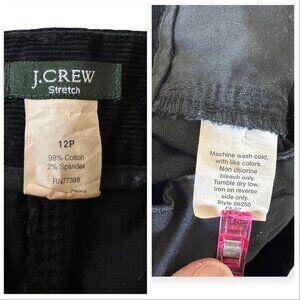 J.CREW
Stretch
12P
98% Cotton
2% Spandex
RN77388
China
Machine wash cold,
with like colors.
Non chlorine
bleach only.
Tumble dry low.
Iron on reverse
side only.
Style 86250